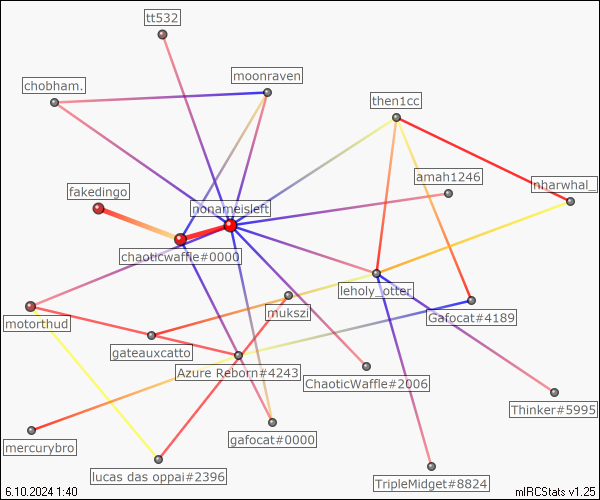 tt532
moonraven
chobham.
then1cc
amah1246
nharwhal_
fakedingo
nonameisleft
chaoticwaffle#0000
leholy_otter
mukszi
Gafocat#4189
motorthud
gateauxcatto
Azure Reborn#4243
ChaoticWaffle#2006
Thinker#5995
gafocat#0000
mercurybro
lucas das oppai#2396
TripleMidget#8824
6.10.2024 1:40
mIRCStats v1.25